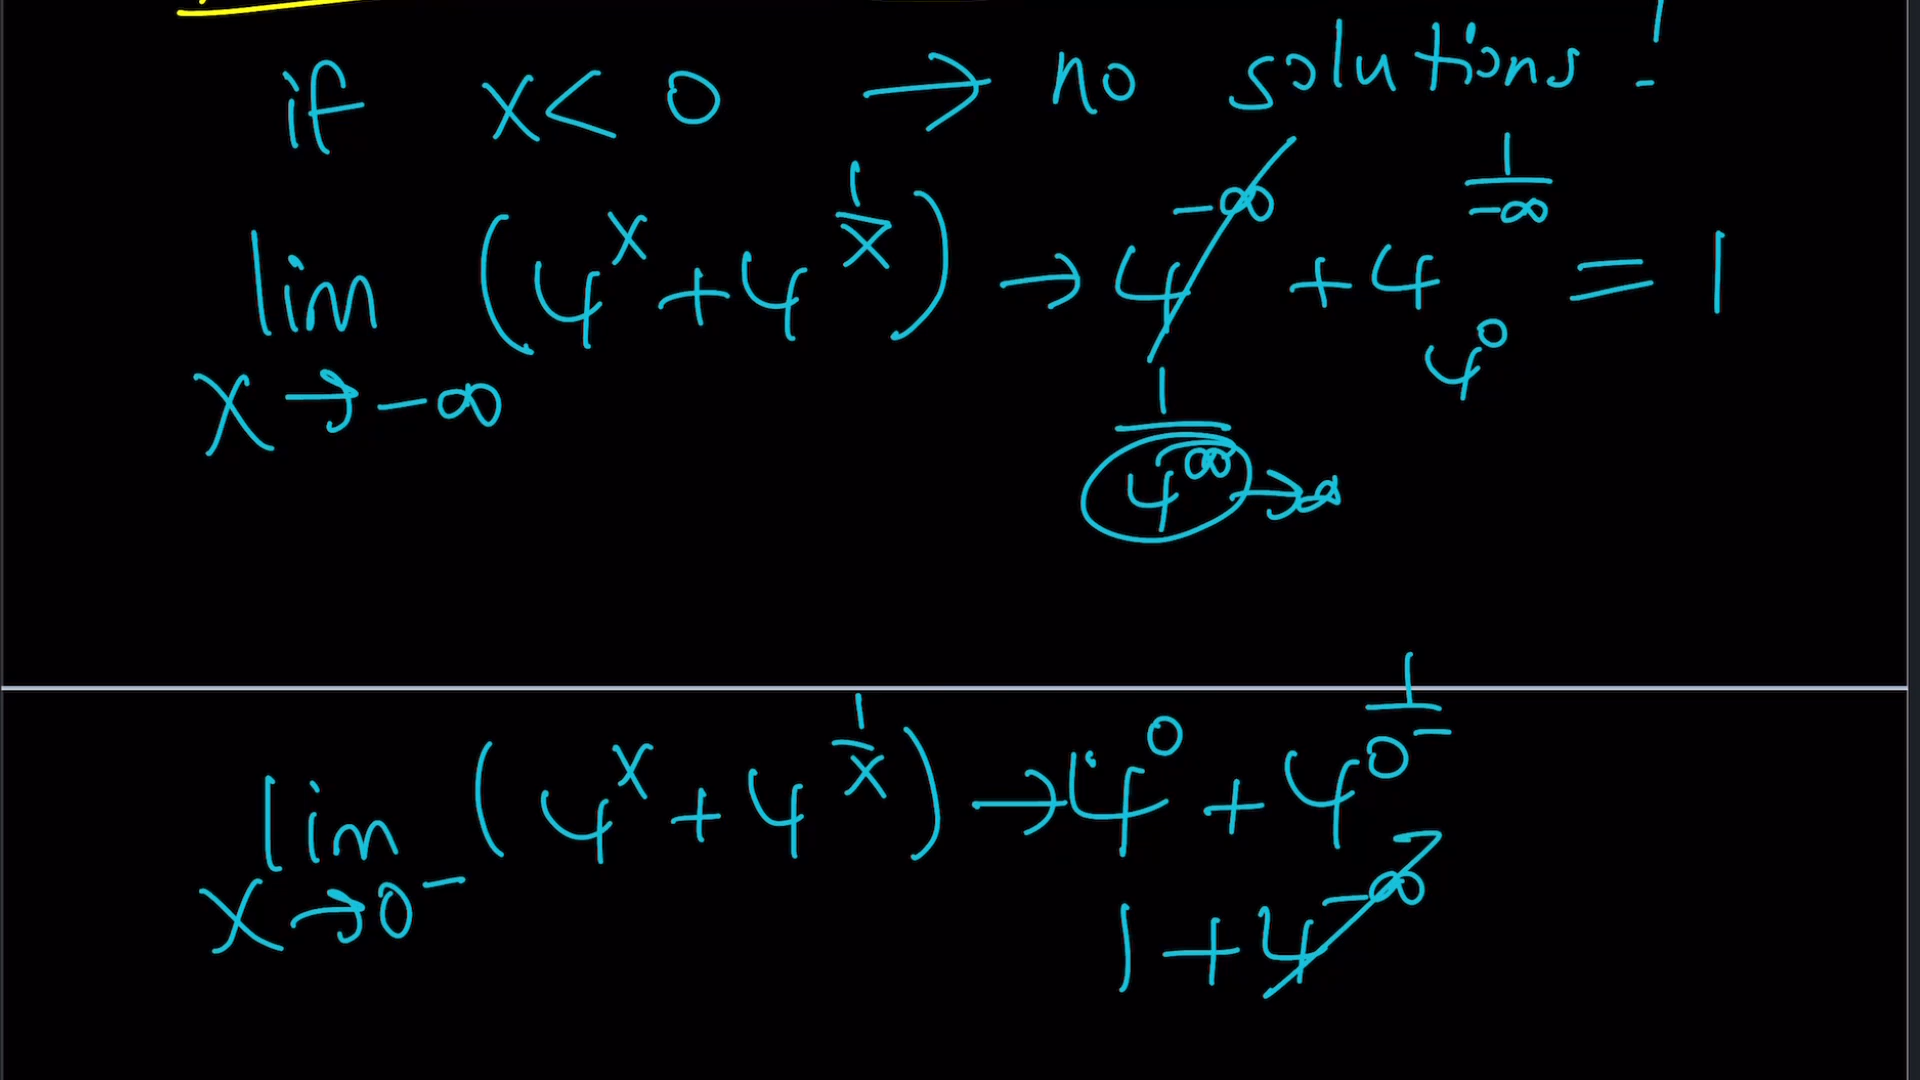 if x < 0 → no solutions!
lim x→-∞ (4^x + 4^(1/x)) → 4^(-∞) + 4^(1/-∞) = 1
4^0
1/4^∞ → ∞
lim x→0^- (4^x + 4^(1/x)) → 4^0 + 4^(1/0^-)
1 + 4^(-∞)